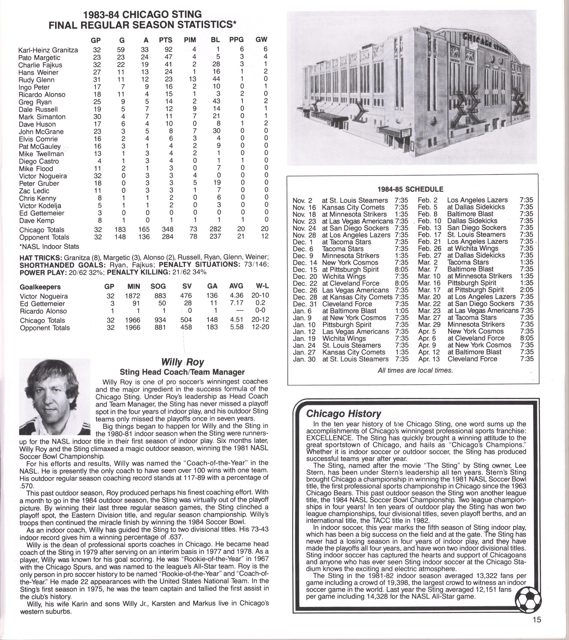 1983-84 CHICAGO STING
FINAL REGULAR SEASON STATISTICS*
GP G A PTS PIM BL PPG GW
Karl-Heinz Granitza 32 59 33 92 4 1 6 6
Pato Margetic 23 23 24 47 4 5 3 4
Charlie Fajkus 32 22 19 41 2 28 3 1
Hans Weiner 27 11 13 24 1 16 1 2
Rudy Glenn 31 11 12 23 13 44 1 0
Ingo Peter 17 7 9 16 2 10 0 1
Ricardo Alonso 18 11 4 15 1 3 2 0
Greg Ryan 25 9 5 14 2 43 1 2
Dale Russell 19 5 7 12 9 14 0 1
Mark Simanton 30 4 7 11 7 21 0 1
Dave Huson 17 6 4 10 0 8 1 2
John McGrane 23 3 5 8 7 30 0 0
Elvis Comrie 16 2 4 6 3 4 0 0
Pat McGauley 16 3 1 4 2 9 0 0
Mike Twellman 13 1 3 4 2 1 0 0
Diego Castro 4 1 3 4 0 1 1 0
Mike Flood 11 2 1 3 0 7 0 0
Victor Nogueira 32 0 3 3 4 0 0 0
Peter Gruber 18 0 3 3 5 19 0 0
Zac Ledic 11 0 3 3 1 7 0 0
Chris Kenny 8 1 1 2 0 6 0 0
Victor Kodelja 5 1 1 2 0 3 0 0
Ed Gettemeier 3 0 0 0 0 0 0 0
Dave Kemp 8 1 0 1 1 1 0 0
Chicago Totals 32 183 165 348 73 282 20 20
Opponent Totals 32 148 136 284 78 237 21 12
*NASL Indoor Stats
HAT TRICKS: Granitza (8), Margetic (3), Alonso (2), Russell, Ryan, Glenn, Weiner;
SHORTHANDED GOALS: Ryan, Fajkus; PENALTY SITUATIONS: 73/146;
POWER PLAY: 20/62 32%; PENALTY KILLING: 21/62 34%
Goalkeepers GP MIN SOG SV GA AVG W-L
Victor Nogueira 32 1872 883 476 136 4.36 20-10
Ed Gettemeier 3 91 50 28 11 7.17 0.2
Ricardo Alonso 1 1 1 0 1 — 0-0
Chicago Totals 32 1966 934 504 148 4.51 20-12
Opponent Totals 32 1966 881 458 183 5.58 12-20
Willy Roy
Sting Head Coach/Team Manager
Willy Roy is one of pro soccer's winningest coaches
and the major ingredient in the success formula of the
Chicago Sting. Under Roy's leadership as Head Coach
and Team Manager, the Sting has never missed a playoff
spot in the four years of indoor play, and his outdoor Sting
teams only missed the playoffs once in seven years.
Big things began to happen for Willy and the Sting in
the 1980-81 indoor season when the Sting were runners-
up for the NASL indoor title in their first season of indoor play. Six months later,
Willy Roy and the Sting climaxed a magic outdoor season, winning the 1981 NASL
Soccer Bowl Championship.
For his efforts and results, Willy was named the "Coach-of-the-Year" in the
NASL. He is presently the only coach to have seen over 100 wins with one team.
His outdoor regular season coaching record stands at 117-89 with a percentage of
.570.
This past outdoor season, Roy produced perhaps his finest coaching effort. With
a month to go in the 1984 outdoor season, the Sting was virtually out of the playoff
picture. By winning their last three regular season games, the Sting clinched a
playoff spot, the Eastern Division title, and regular season championship. Willy's
troops then continued the miracle finish by winning the 1984 Soccer Bowl.
As an indoor coach, Willy has guided the Sting to two divisional titles. His 73-43
indoor record gives him a winning percentage of .637.
Willy is the dean of professional sports coaches in Chicago. He became head
coach of the Sting in 1979 after serving on an interim basis in 1977 and 1978. As a
player, Willy was known for his goal scoring. He was "Rookie-of-the-Year" in 1967
with the Chicago Spurs, and was named to the league's All-Star team. Roy is the
only person in pro soccer history to be named "Rookie-of-the-Year" and "Coach-of-
the-Year" He made 22 appearances with the United States National Team. In the
Sting's first season in 1975, he was the team captain and tallied the first assist in
the club's history.
Willy, his wife Karin and sons Willy Jr., Karsten and Markus live in Chicago's
western suburbs.
CHICAGO STADIUM
1984-85 SCHEDULE
Nov. 2 at St. Louis Steamers 7:35 Feb. 2 Los Angeles Lazers 7:35
Nov. 16 Kansas City Comets 7:35 Feb. 5 at Dallas Sidekicks 7:35
Nov. 18 at Minnesota Strikers 1:35 Feb. 8 Baltimore Blast 7:35
Nov. 23 at Las Vegas Americans 7:35 Feb. 10 Dallas Sidekicks 7:35
Nov. 24 at San Diego Sockers 7:35 Feb. 13 San Diego Sockers 7:35
Nov. 28 at Los Angeles Lazers 7:35 Feb. 17 St. Louis Steamers 7:35
Dec. 1 at Tacoma Stars 7:35 Feb. 21 Los Angeles Lazers 7:35
Dec. 6 Tacoma Stars 7:35 Feb. 26 at Wichita Wings 7:35
Dec. 9 Minnesota Strikers 1:35 Feb. 27 at Dallas Sidekicks 7:35
Dec. 14 New York Cosmos 7:35 Mar. 2 Tacoma Stars 1:35
Dec. 15 at Pittsburgh Spirit 8:05 Mar. 7 Baltimore Blast 7:35
Dec. 20 Wichita Wings 7:35 Mar. 10 at Minnesota Strikers 1:35
Dec. 22 at Cleveland Force 8:05 Mar. 16 Pittsburgh Spirit 1:35
Dec. 26 Las Vegas Americans 7:35 Mar. 17 at Pittsburgh Spirit 2:05
Dec. 28 at Kansas City Comets 7:35 Mar. 20 at Los Angeles Lazers 7:35
Dec. 31 Cleveland Force 7:35 Mar. 22 at San Diego Sockers 7:35
Jan. 6 at Baltimore Blast 1:05 Mar. 23 at Las Vegas Americans 7:35
Jan. 9 at New York Cosmos 7:35 Mar. 27 at Tacoma Stars 7:35
Jan. 10 Pittsburgh Spirit 7:35 Mar. 29 Minnesota Strikers 7:35
Jan. 12 Las Vegas Americans 7:35 Apr. 5 New York Cosmos 7:35
Jan. 19 Wichita Wings 7:35 Apr. 6 at Cleveland Force 8:05
Jan. 24 St. Louis Steamers 7:35 Apr. 11 at New York Cosmos 7:35
Jan. 27 Kansas City Comets 1:35 Apr. 12 at Baltimore Blast 7:35
Jan. 30 at St. Louis Steamers 7:35 Apr. 13 Cleveland Force 7:35
All times are local times.
Chicago History
In the ten year history of the Chicago Sting, one word sums up the
accomplishments of Chicago's winningest professional sports franchise:
EXCELLENCE. The Sting has quickly brought a winning attitude to the
great sportstown of Chicago, and hails as "Chicago's Champions."
Whether it is indoor soccer or outdoor soccer, the Sting has produced
successful teams year after year.
The Sting, named after the movie "The Sting" by Sting owner, Lee
Stern, has been under Stern's leadership all ten years. Stern's Sting
brought Chicago a championship in winning the 1981 NASL Soccer Bowl
title, the first professional sports championship in Chicago since the 1963
Chicago Bears. This past outdoor season the Sting won another league
title, the 1984 NASL Soccer Bowl Championship. Two league champion-
ships in four years! In ten years of outdoor play the Sting has won two
league championships, four divisional titles, seven playoff berths, and an
international title, the TACC title in 1982.
In indoor soccer, this year marks the fifth season of Sting indoor play,
which has been a big success on the field and at the gate. The Sting has
never had a losing season in four years of indoor play, and they have
made the playoffs all four years, and have won two indoor divisional titles.
Sting indoor soccer has captured the hearts and support of Chicagoans
and anyone who has ever seen Sting indoor soccer at the Chicago Sta-
dium knows the exciting and electric atmosphere.
The Sting in the 1981-82 indoor season averaged 13,322 fans per
game including a crowd of 19,398, the largest crowd to witness an indoor
soccer game in the world. Last year the Sting averaged 12,151 fans
per game including 14,328 for the NASL All-Star game.
15